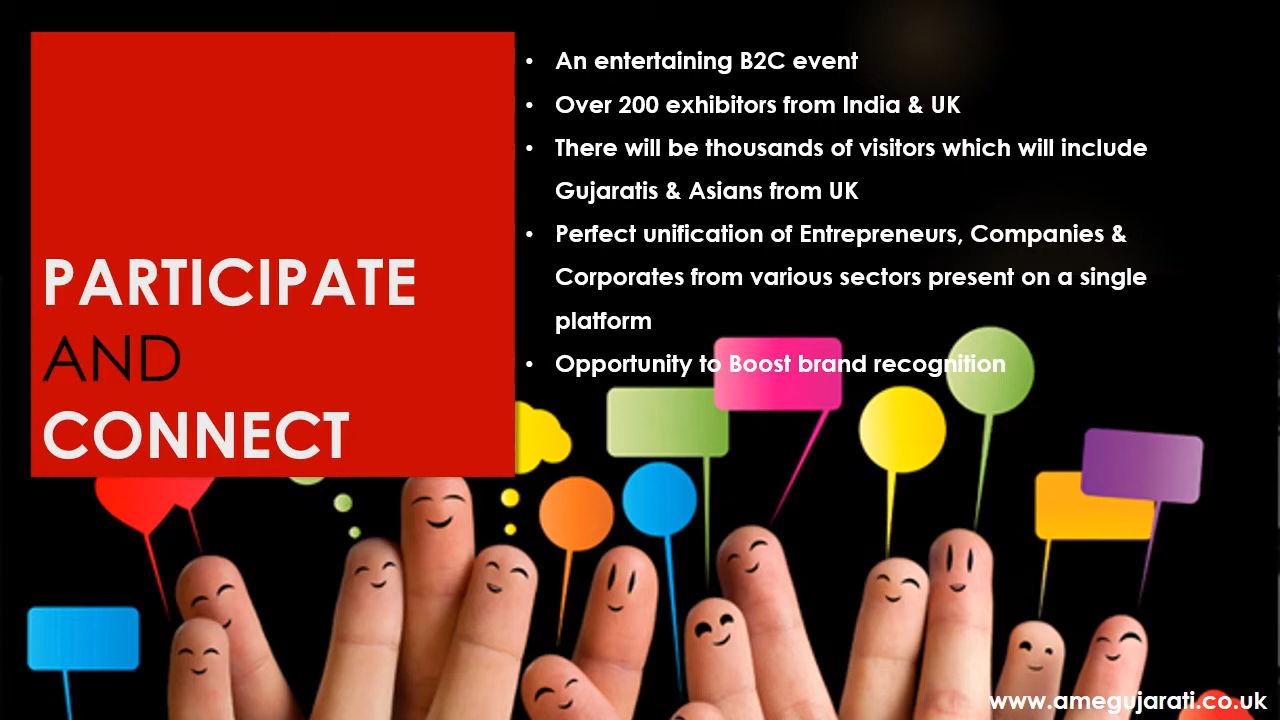 PARTICIPATE
AND
CONNECT
• An entertaining B2C event
• Over 200 exhibitors from India & UK
• There will be thousands of visitors which will include
Gujaratis & Asians from UK
• Perfect unification of Entrepreneurs, Companies &
Corporates from various sectors present on a single
platform
• Opportunity to Boost brand recognition
www.amegujarati.co.uk